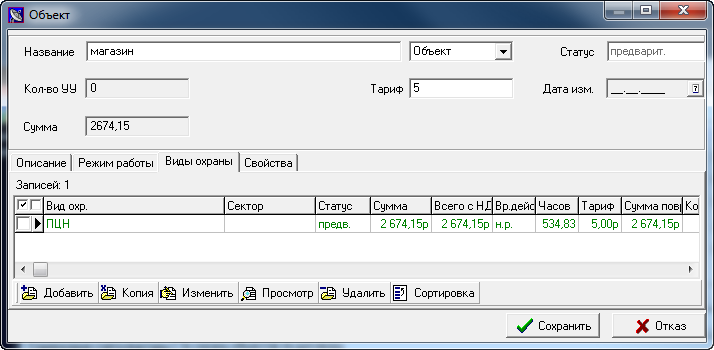 Объект
Название магазин Объект Статус предварит.
Кол-во УУ 0 Тариф 5 Дата изм. __.__.____ ?
Сумма 2674,15
Описание Режим работы Виды охраны Свойства
Записей: 1
Вид охр. Сектор Статус Сумма Всего с НД Вр.дейс Часов Тариф Сумма повр Ко
ПЦН предв. 2 674,15р 2 674,15р н.р. 534,83 5,00р 2 674,15р
Добавить Копия Изменить Просмотр Удалить Сортировка
Сохранить Отказ